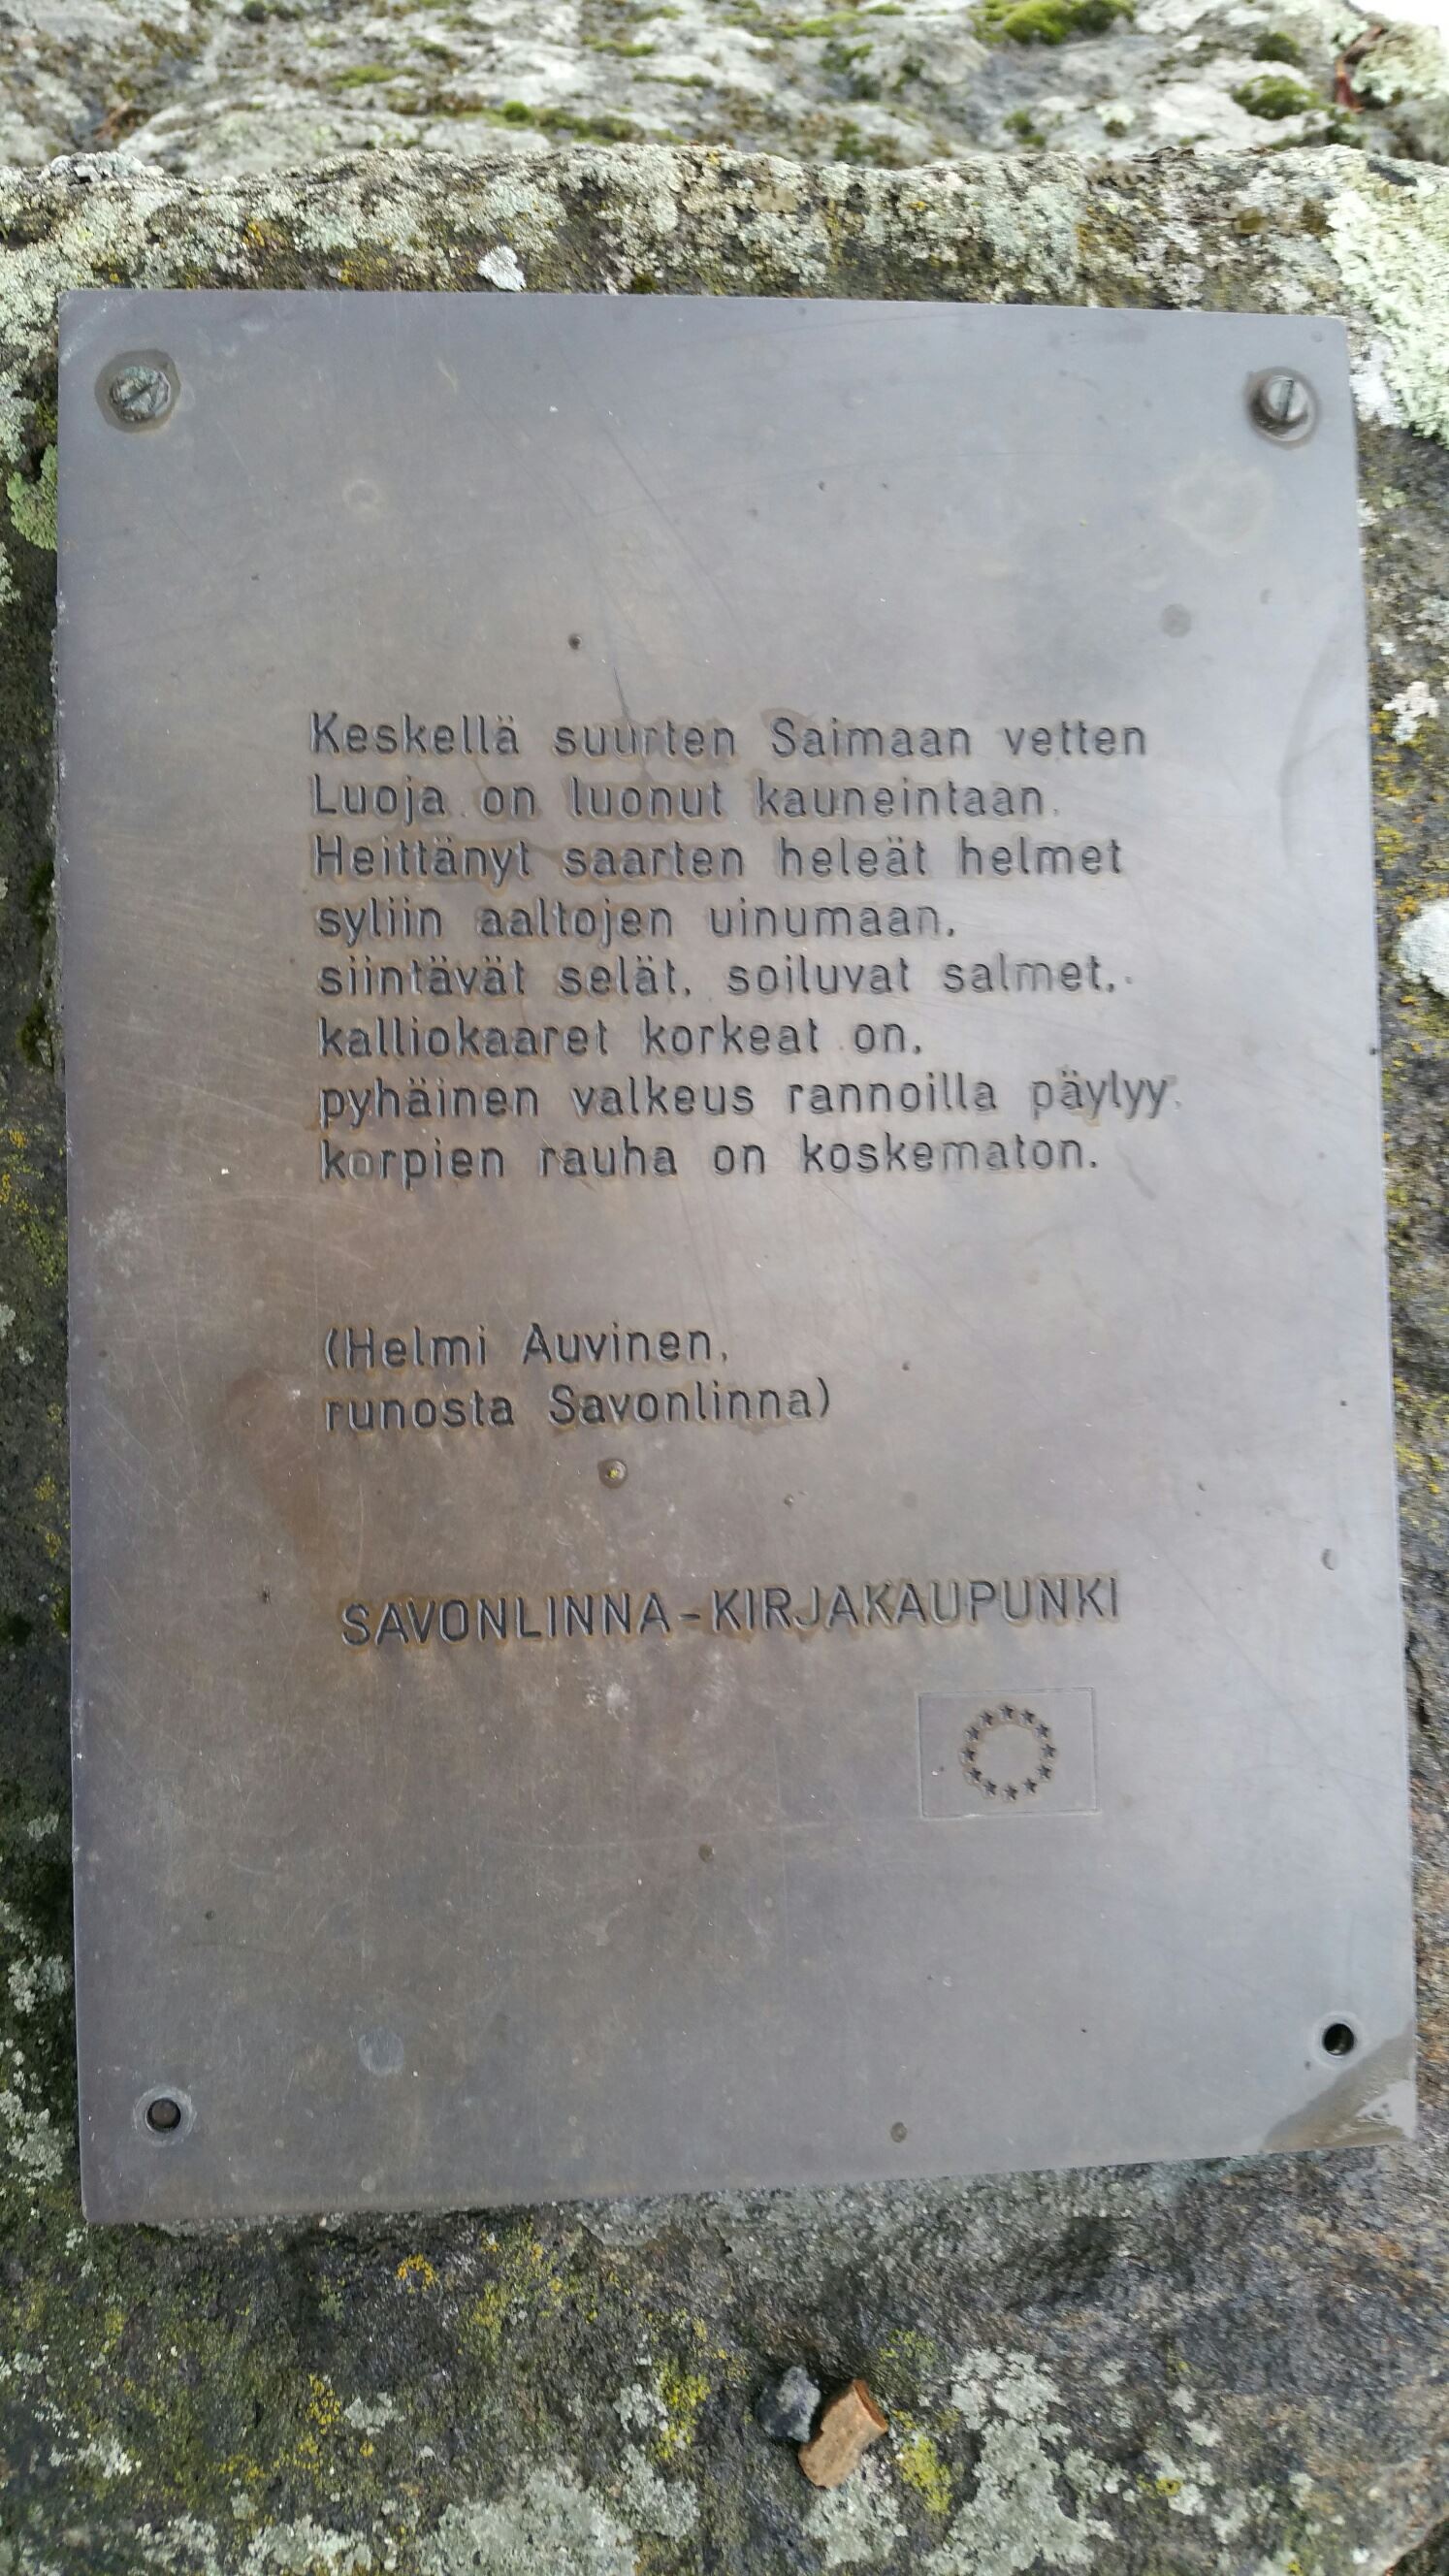 Keskellä suurten Saimaan vetten
Luoja on luonut kauneintaan.
Heittänyt saarten heleät helmet
syliin aaltojen uinumaan,
siintävät selät, soiluvat salmet,
kalliokaaret korkeat on,
pyhäinen valkeus rannoilla päylyy,
korpien rauha on koskematon.
(Helmi Auvinen,
runosta Savonlinna)
SAVONLINNA-KIRJAKAUPUNKI